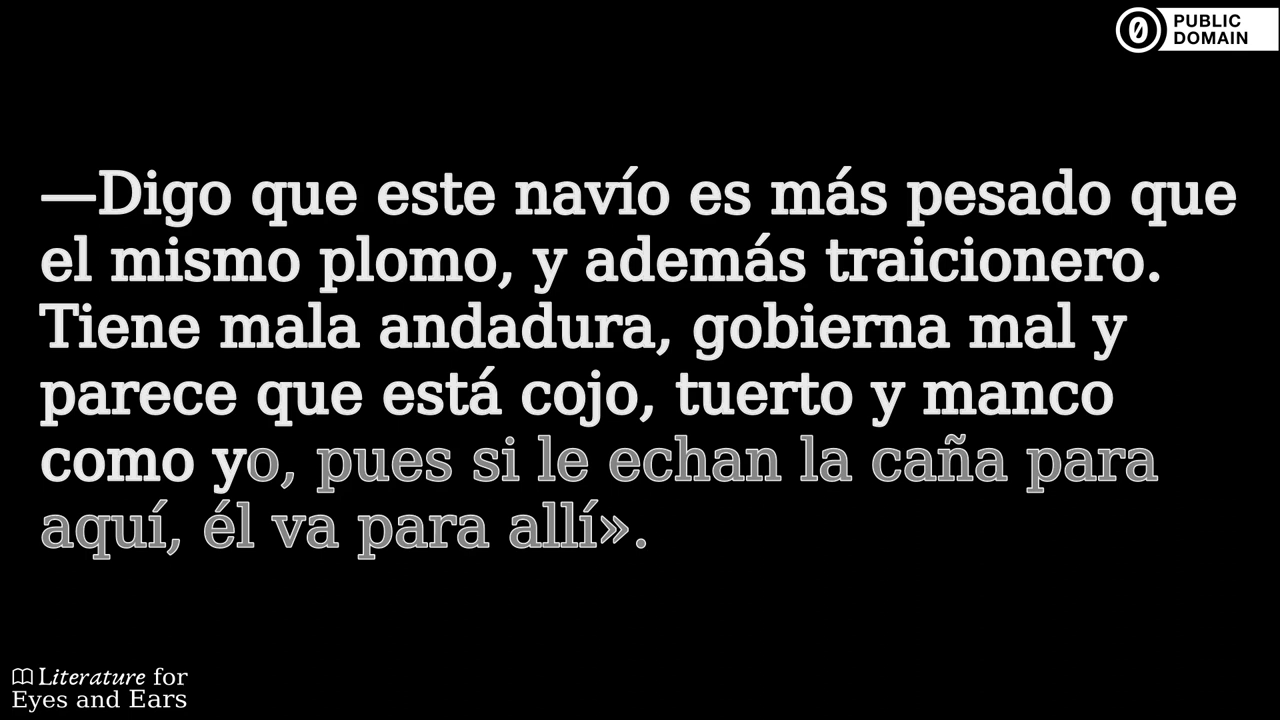 PUBLIC
DOMAIN
—Digo que este navío es más pesado que
el mismo plomo, y además traicionero.
Tiene mala andadura, gobierna mal y
parece que está cojo, tuerto y manco
como yo, pues si le echan la caña para
aquí, él va para allí».
Literature for
Eyes and Ears